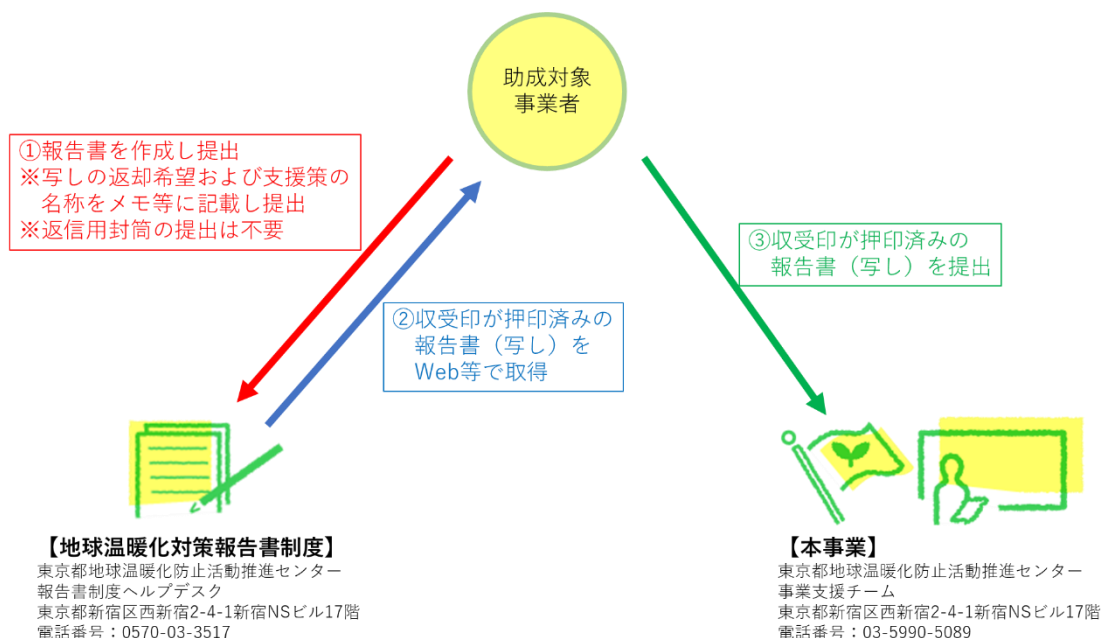 助成対象
事業者
①報告書を作成し提出
※写しの返却希望および支援策の
名称をメモ等に記載し提出
※返信用封筒の提出は不要
②収受印が押印済みの
報告書（写し）を
Web等で取得
③収受印が押印済みの
報告書（写し）を提出
【地球温暖化対策報告書制度】
東京都地球温暖化防止活動推進センター
報告書制度ヘルプデスク
東京都新宿区西新宿2-4-1新宿NSビル17階
電話番号：0570-03-3517
【本事業】
東京都地球温暖化防止活動推進センター
事業支援チーム
東京都新宿区西新宿2-4-1新宿NSビル17階
電話番号：03-5990-5089